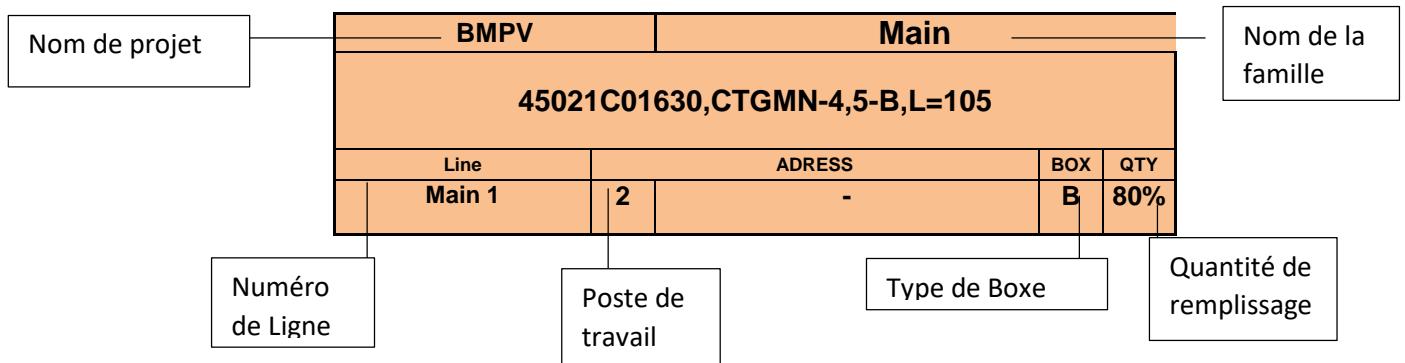 Nom de projet
BMPV
Main
Nom de la
famille
45021C01630,CTGMN-4,5-B,L=105
Line
ADRESS
BOX
QTY
Main 1
2
-
B
80%
Numéro
de Ligne
Poste de
travail
Type de Boxe
Quantité de
remplissage